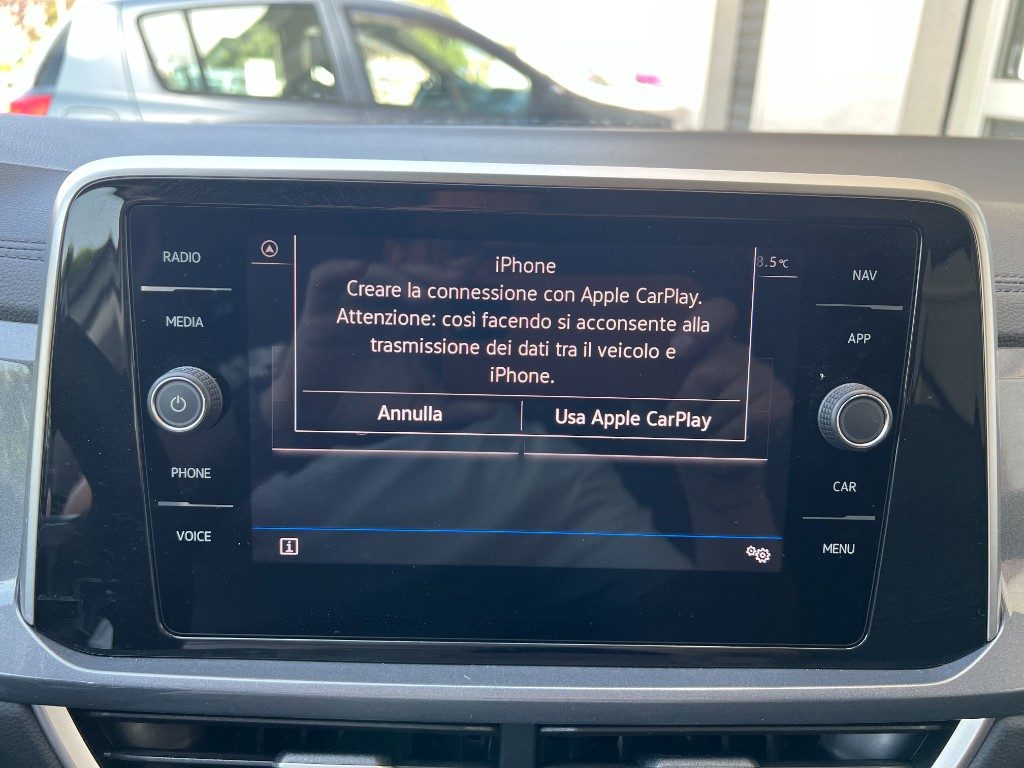 RADIO
MEDIA
PHONE
VOICE
iPhone
Creare la connessione con Apple CarPlay.
Attenzione: così facendo si acconsente alla
trasmissione dei dati tra il veicolo e
iPhone.
Annulla
Usa Apple CarPlay
8.5°C
i
NAV
APP
CAR
MENU